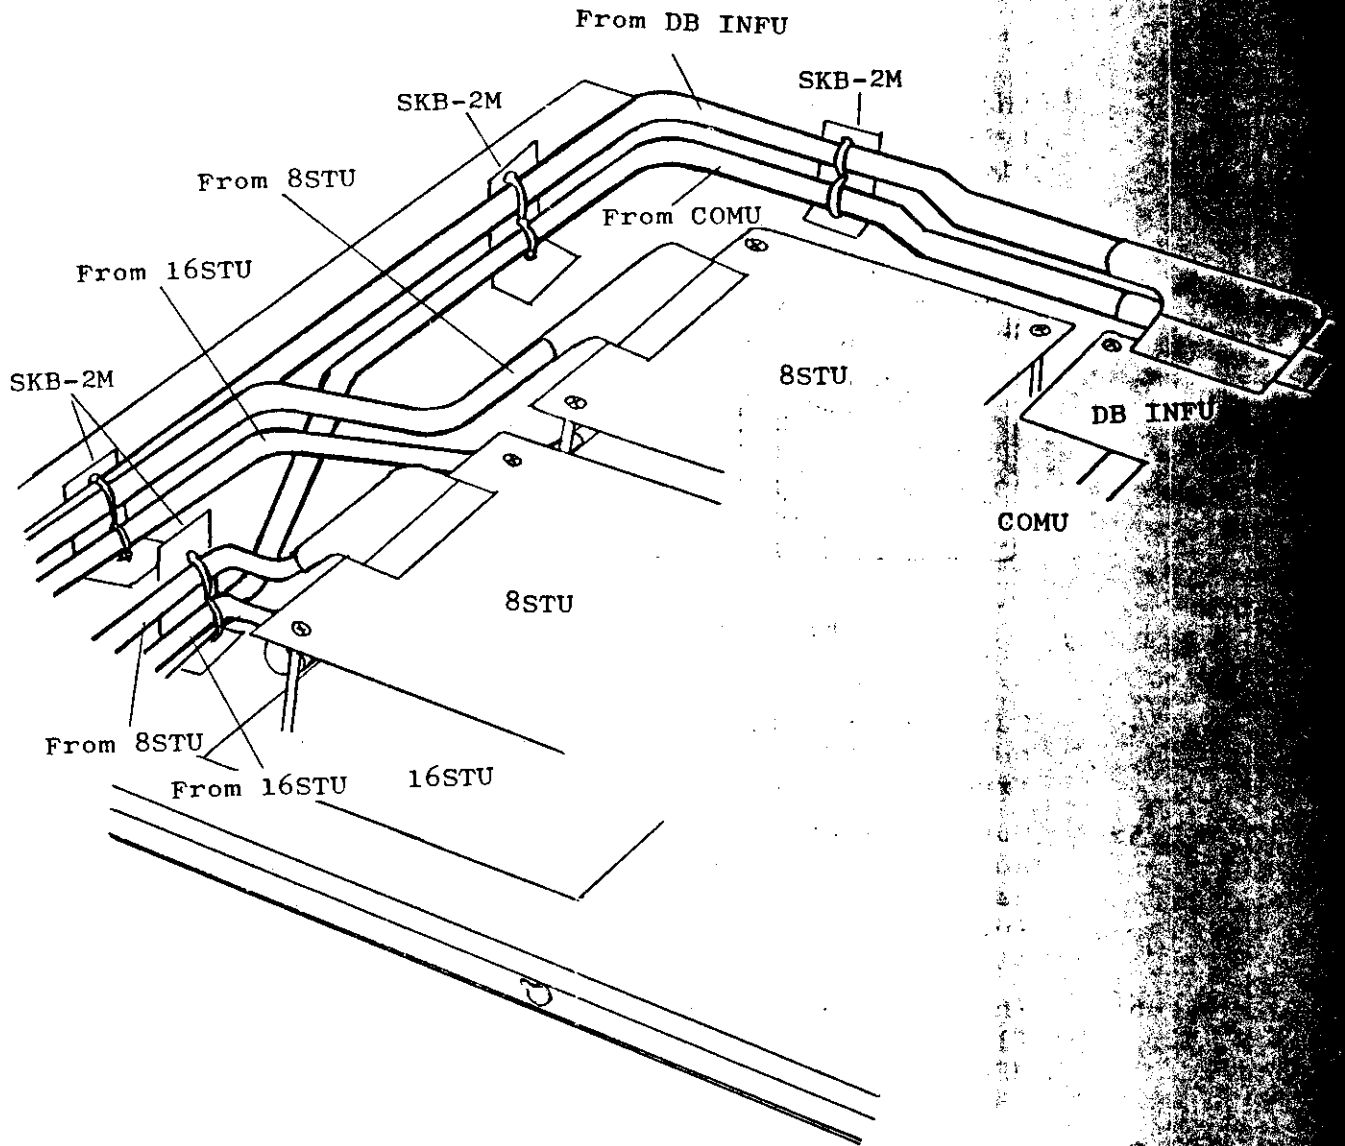 From DB INFU
SKB-2M
SKB-2M
From 8STU
From COMU
From 16STU
SKB-2M
8STU
DB INFU
COMU
8STU
From 8STU
From 16STU
16STU